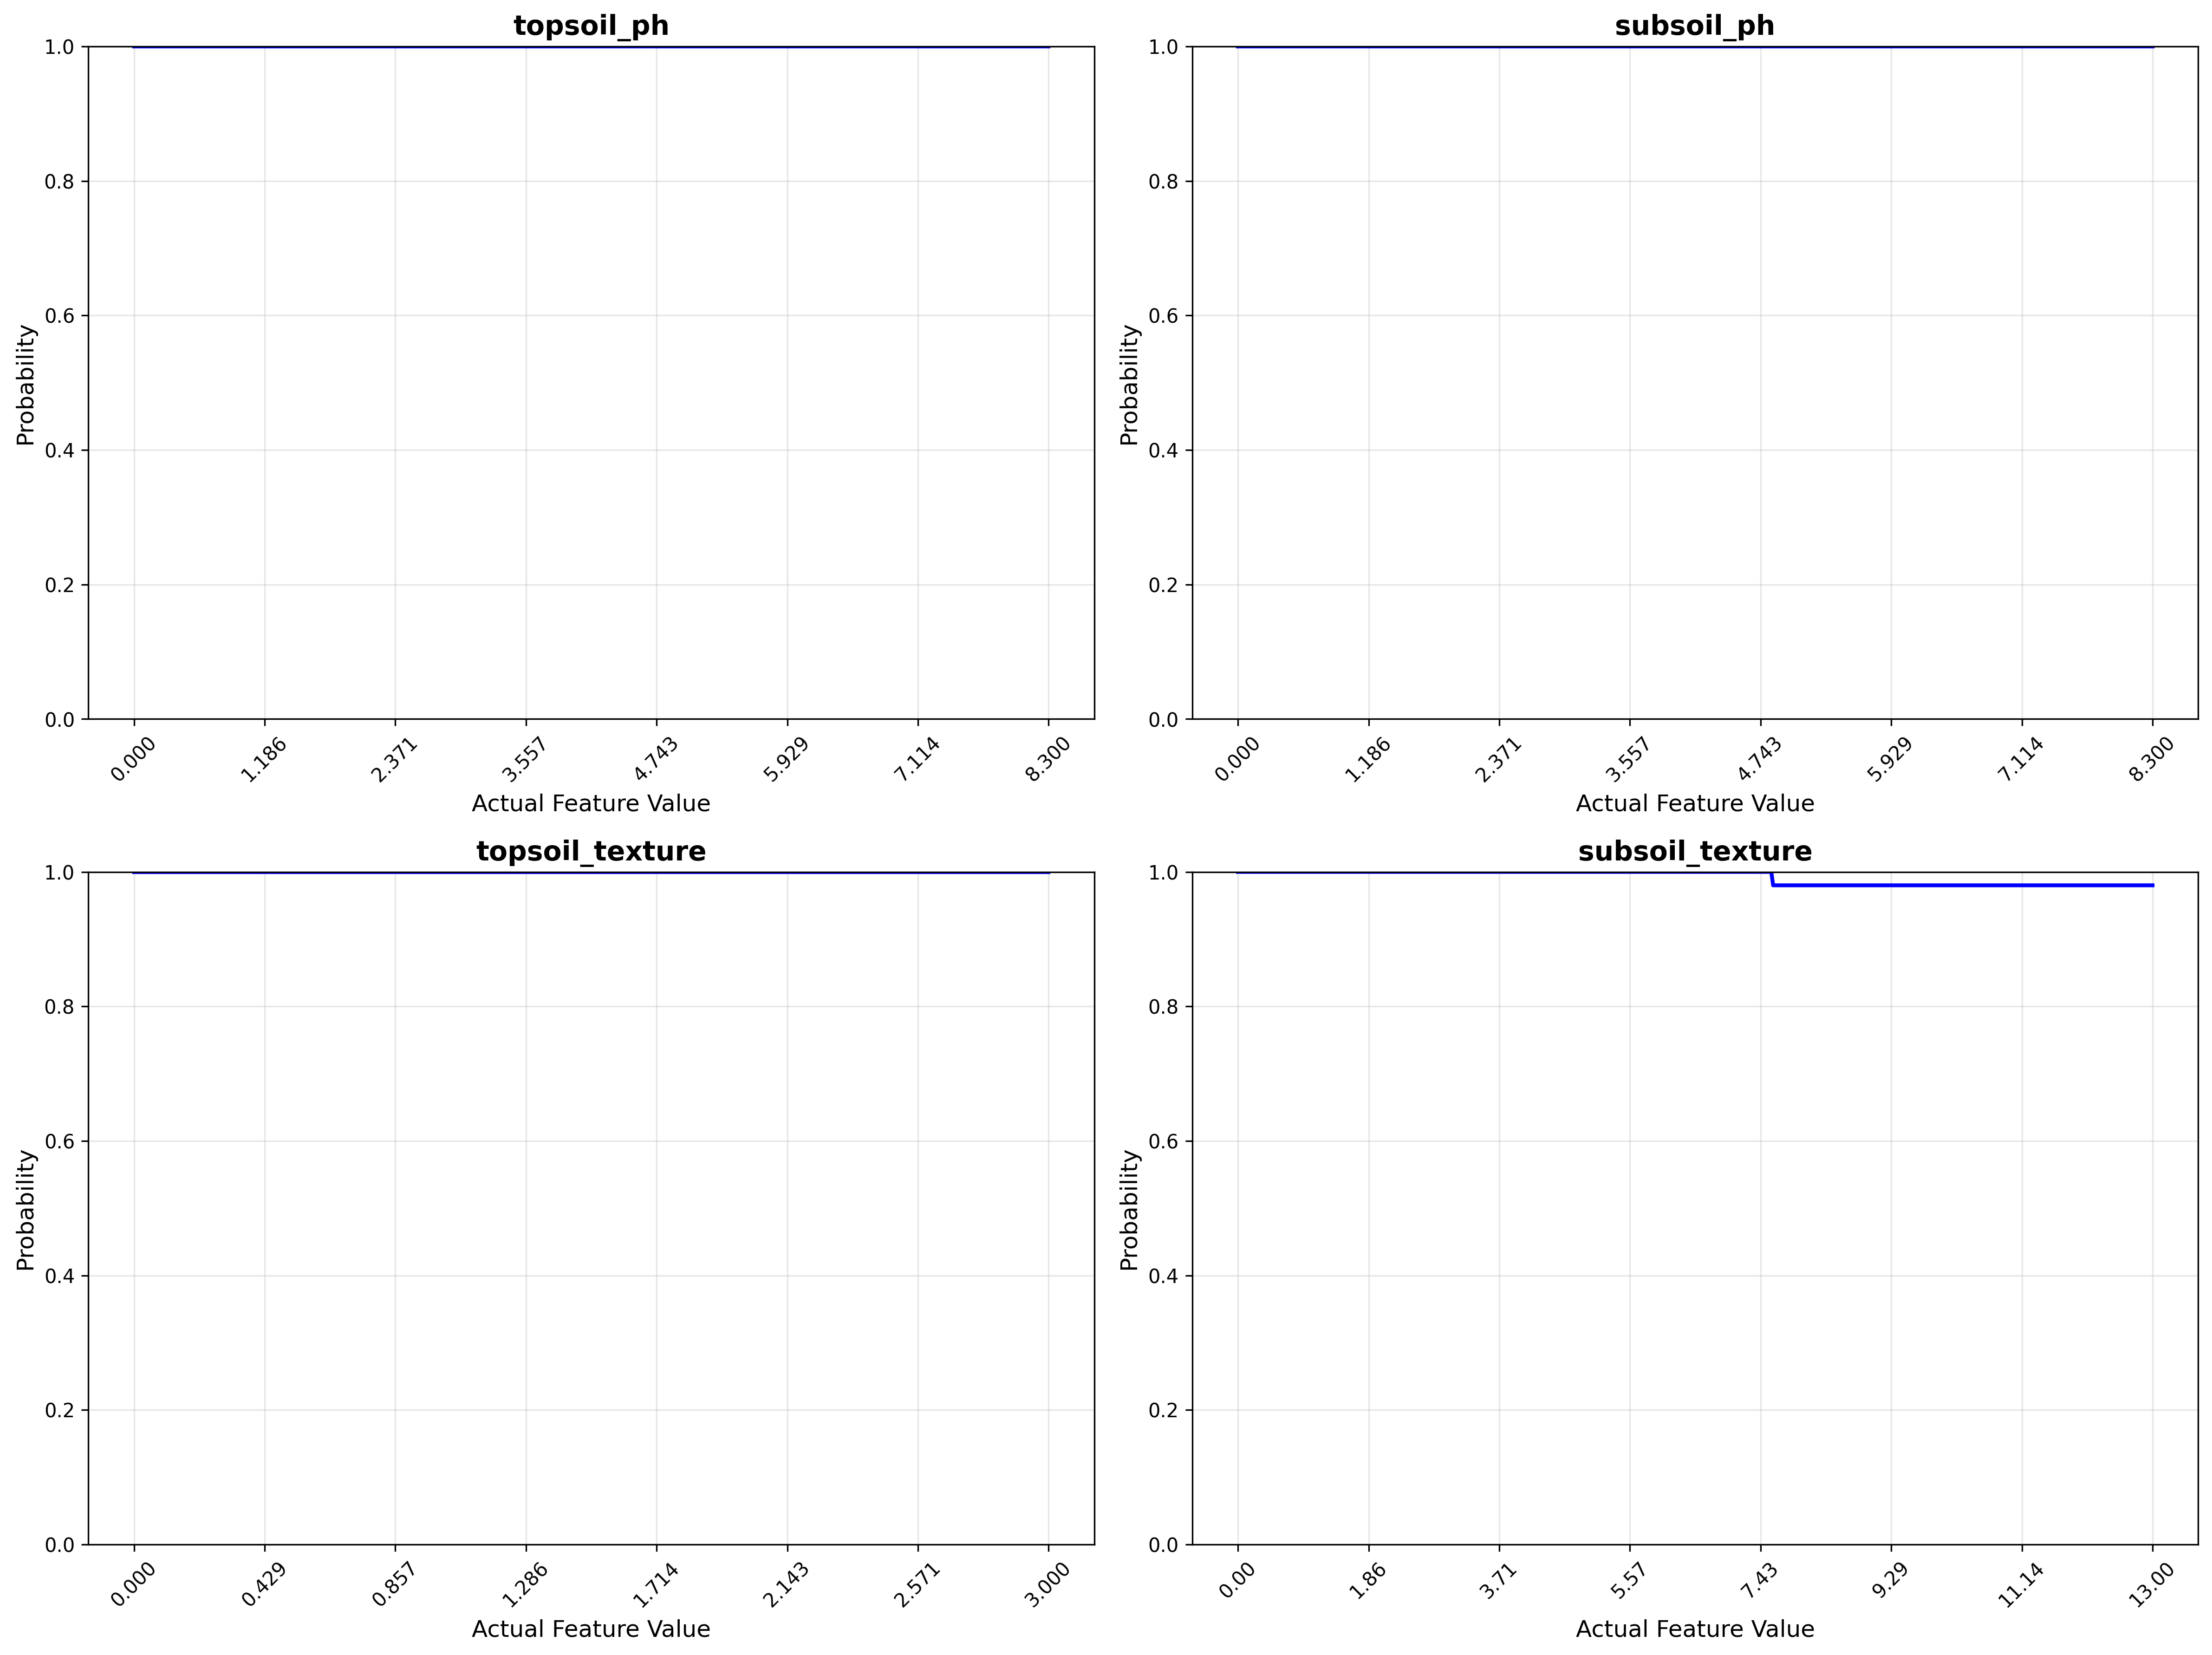 topsoil_ph
1.0
0.8
0.6
0.4
0.2
0.0
Probability
0.000 1.186 2.371 3.557 4.743 5.929 7.114 8.300
Actual Feature Value
subsoil_ph
1.0
0.8
0.6
0.4
0.2
0.0
Probability
0.000 1.186 2.371 3.557 4.743 5.929 7.114 8.300
Actual Feature Value
topsoil_texture
1.0
0.8
0.6
0.4
0.2
0.0
Probability
0.000 0.429 0.857 1.286 1.714 2.143 2.571 3.000
Actual Feature Value
subsoil_texture
1.0
0.8
0.6
0.4
0.2
0.0
Probability
0.00 1.86 3.71 5.57 7.43 9.29 11.14 13.00
Actual Feature Value